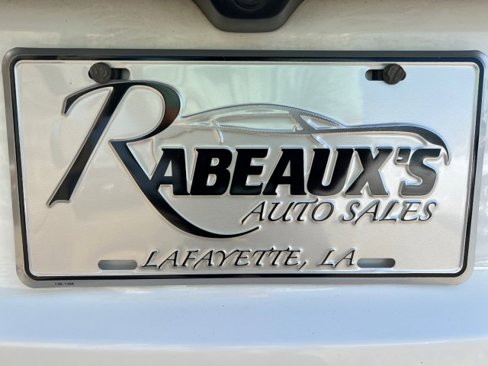 RABEAUX'S
AUTO SALES
LAFAYETTE, LA